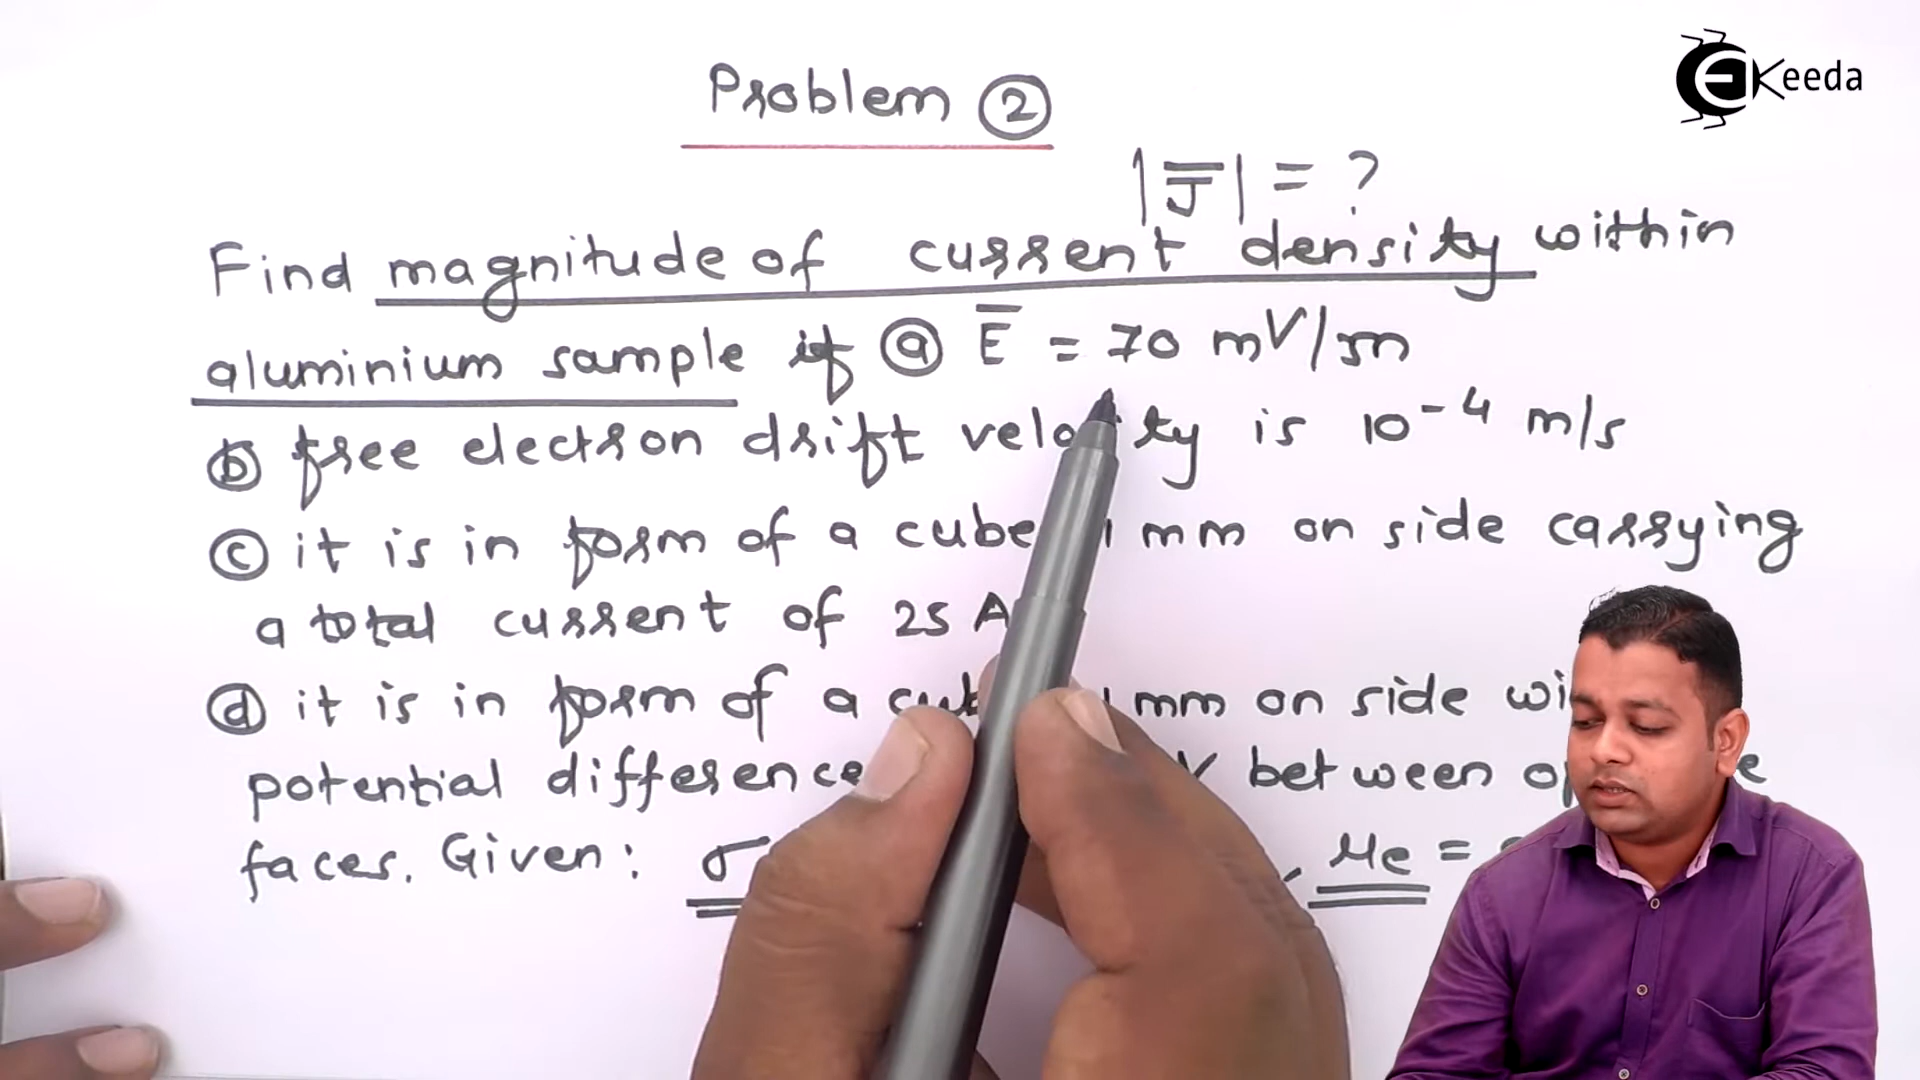 Problem ②
EKeeda
|J̅| = ?
Find magnitude of current density within
aluminium sample if ⓐ E̅ = 70 mV/m
ⓑ free electron drift velocity is 10⁻⁴ m/s
ⓒ it is in form of a cube 1 mm on side carrying
a total current of 25 A
ⓓ it is in form of a 1 mm on side
potential difference V between
faces. Given: σ , μe =